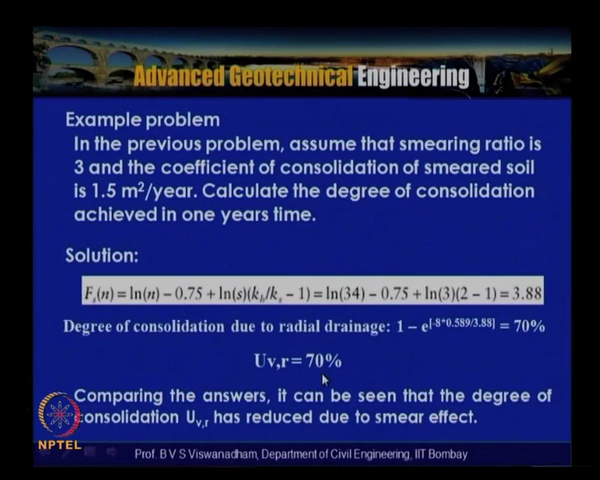 Advanced Geotechnical Engineering
Example problem
In the previous problem, assume that smearing ratio is
3 and the coefficient of consolidation of smeared soil
is 1.5 m²/year. Calculate the degree of consolidation
achieved in one years time.
Solution:
Fₛ(n) = ln(n) − 0.75 + ln(s)(kₕ/kₛ − 1) = ln(34) − 0.75 + ln(3)(2 − 1) = 3.88
Degree of consolidation due to radial drainage: 1 – e^[-8*0.589/3.88] = 70%
Uv,r = 70%
Comparing the answers, it can be seen that the degree of
consolidation U_v,r has reduced due to smear effect.
NPTEL
Prof. B V S Viswanadham, Department of Civil Engineering, IIT Bombay